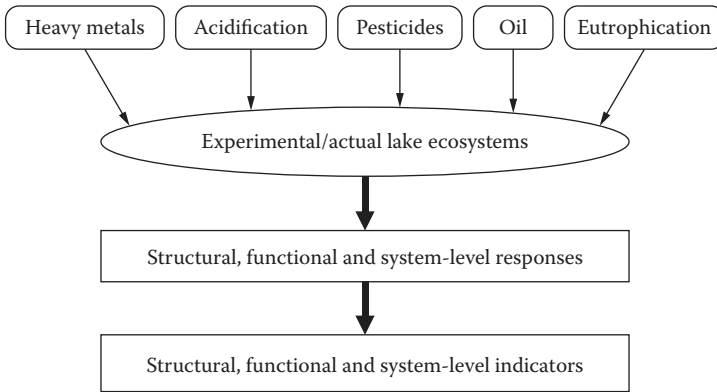 Heavy metals
Acidification
Pesticides
Oil
Eutrophication
Experimental/actual lake ecosystems
Structural, functional and system-level responses
Structural, functional and system-level indicators